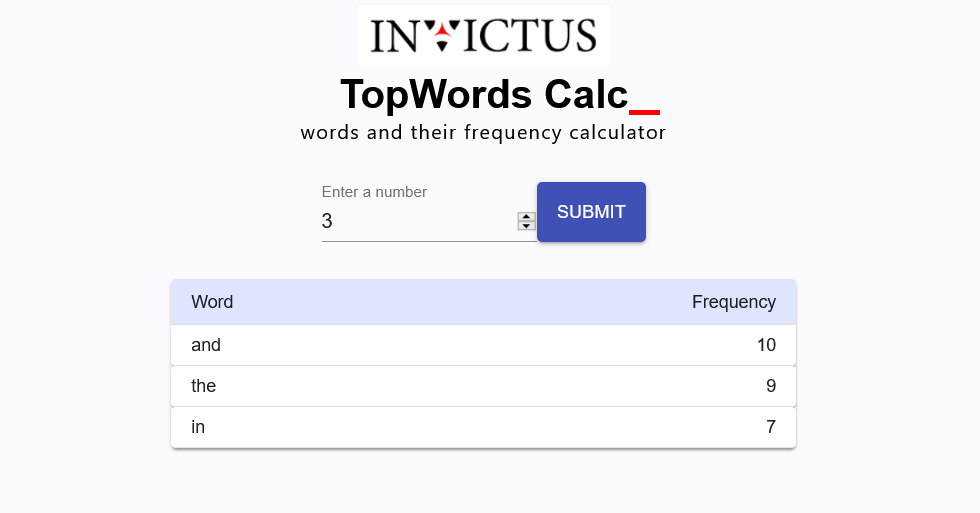 INVICTUS
TopWords Calc_
words and their frequency calculator
Enter a number
3
SUBMIT
Word Frequency
and 10
the 9
in 7